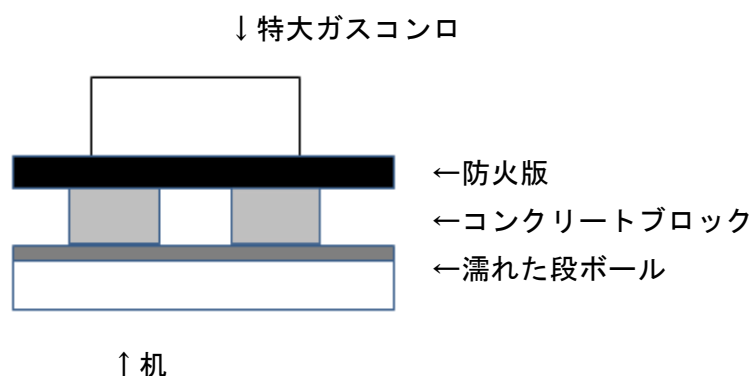 ↓特大ガスコンロ
←防火版
←コンクリートブロック
←濡れた段ボール
↑机